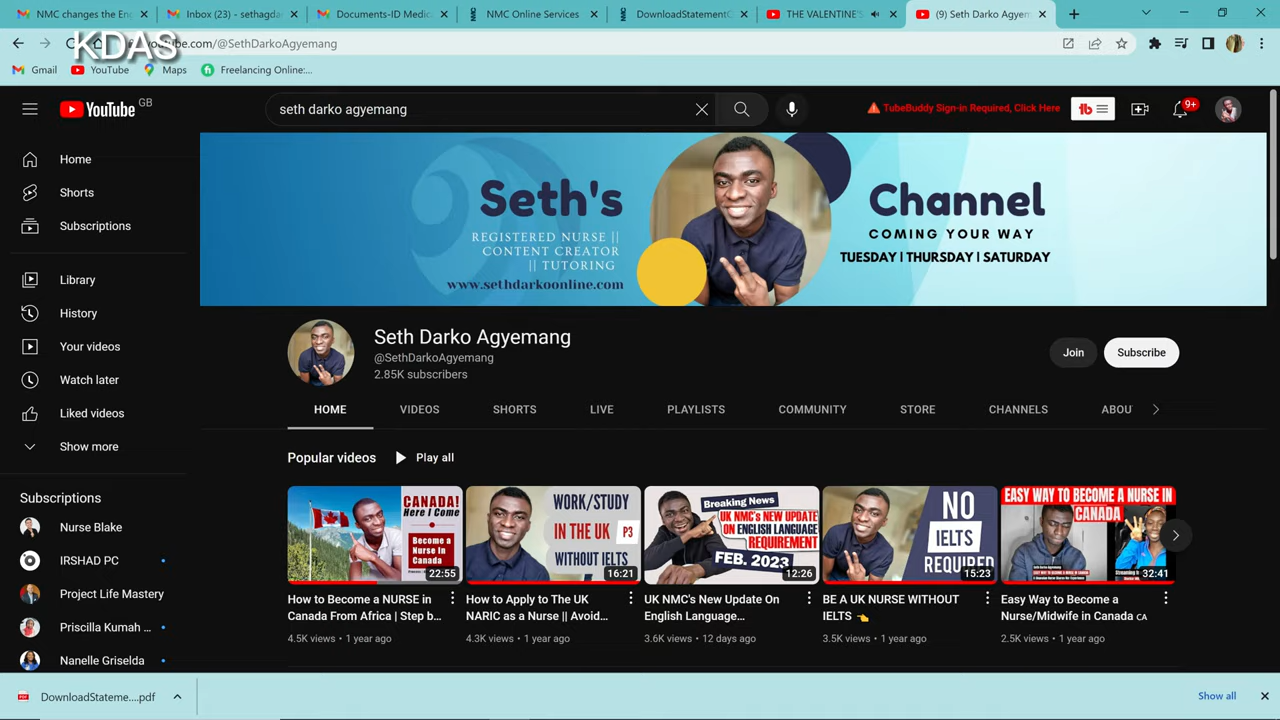 NMC changes the Eng
Inbox (23) - sethagda
Documents-ID Medica
NMC Online Services
DownloadStatementC
THE VALENTINE'S
(9) Seth Darko Agyem
KDAS
youtube.com/@SethDarkoAgyemang
Gmail
YouTube
Maps
Freelancing Online:...
YouTube GB
seth darko agyemang
TubeBuddy Sign-in Required, Click Here
tb
9+
Home
Shorts
Subscriptions
Library
History
Your videos
Watch later
Liked videos
Show more
Subscriptions
Nurse Blake
IRSHAD PC
Project Life Mastery
Priscilla Kumah ...
Nanelle Griselda
Seth's
REGISTERED NURSE ||
CONTENT CREATOR
|| TUTORING
www.sethdarkoonline.com
Channel
COMING YOUR WAY
TUESDAY | THURSDAY | SATURDAY
Seth Darko Agyemang
@SethDarkoAgyemang
2.85K subscribers
Join
Subscribe
HOME
VIDEOS
SHORTS
LIVE
PLAYLISTS
COMMUNITY
STORE
CHANNELS
ABOU
Popular videos
Play all
CANADA!
Here I Come
Become a
Nurse in
Canada
22:55
How to Become a NURSE in
Canada From Africa | Step b...
4.5K views • 1 year ago
WORK/STUDY
IN THE UK
P3
WITHOUT IELTS
16:21
How to Apply to The UK
NARIC as a Nurse || Avoid...
4.3K views • 1 year ago
Breaking News
UK NMC'S NEW UPDATE
ON ENGLISH LANGUAGE
REQUIREMENT
FEB. 2023
12:26
UK NMC's New Update On
English Language...
3.6K views • 12 days ago
NO
IELTS
REQUIRED
15:23
BE A UK NURSE WITHOUT
IELTS 👈
3.5K views • 1 year ago
EASY WAY TO BECOME A NURSE IN
CANADA
32:41
Easy Way to Become a
Nurse/Midwife in Canada CA
2.5K views • 1 year ago
DownloadStateme....pdf
Show all